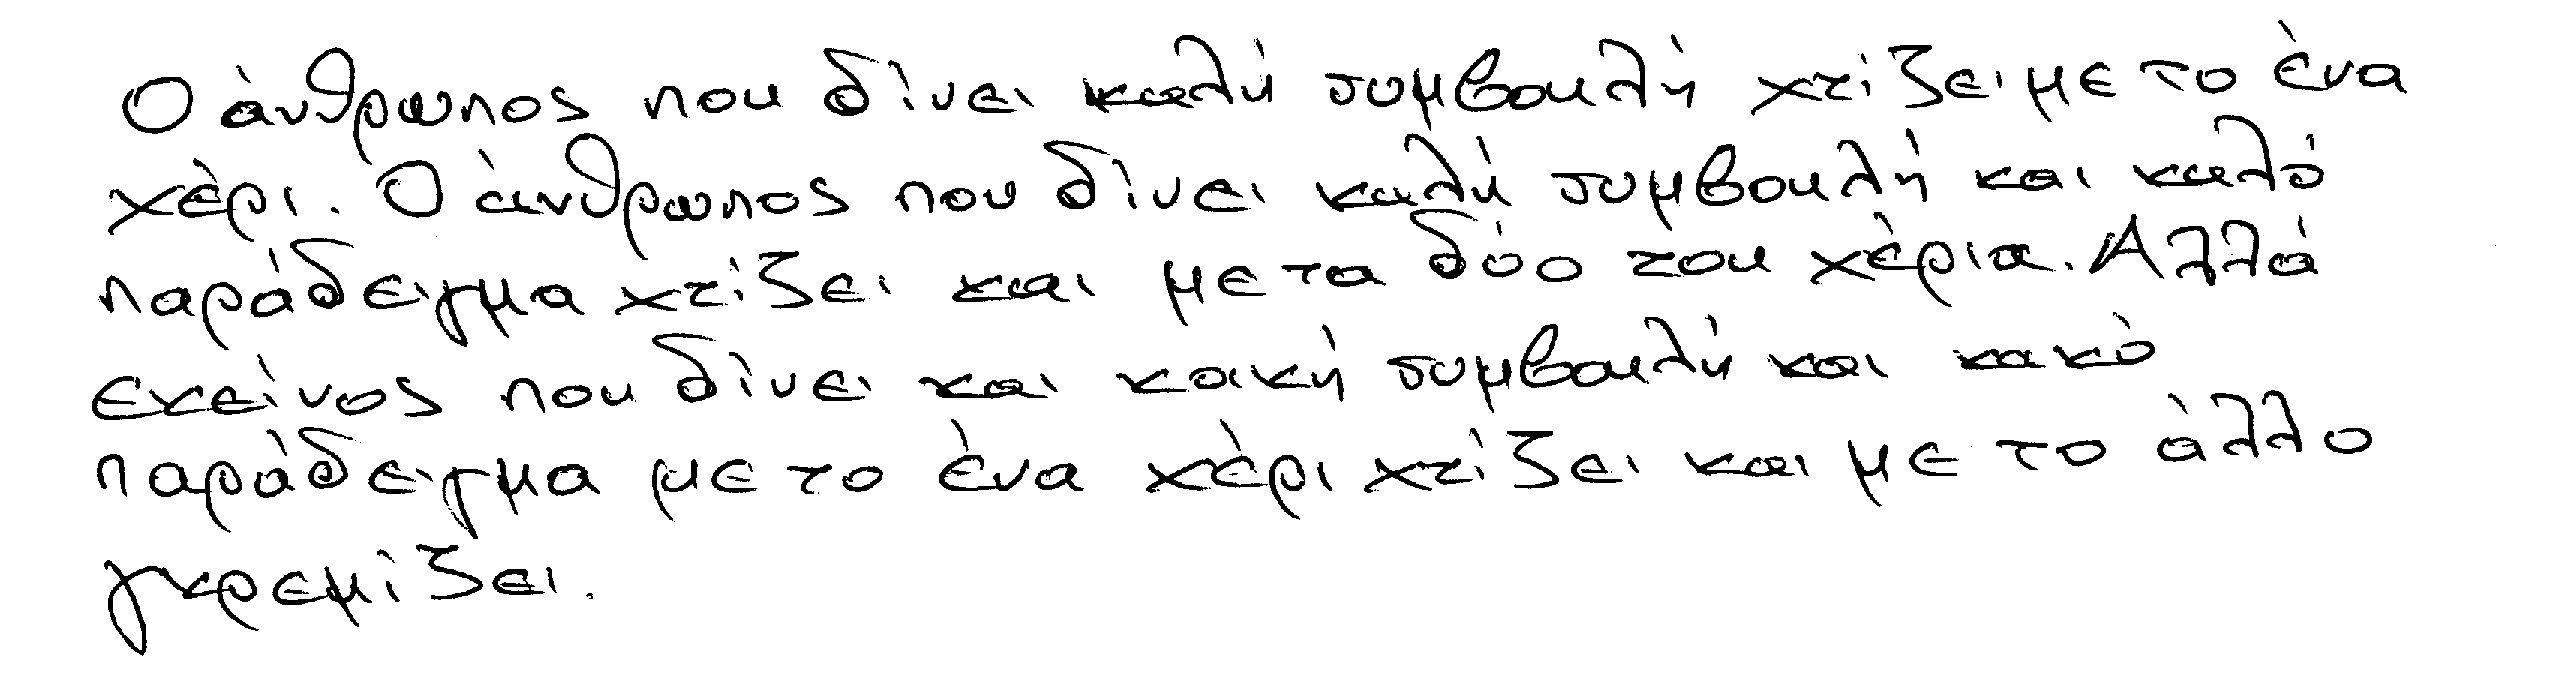 Ο άνθρωπος που δίνει καλή συμβουλή χτίζει με το ένα
χέρι. Ο άνθρωπος που δίνει καλή συμβουλή και καλό
παράδειγμα χτίζει και με τα δύο του χέρια. Αλλά
εκείνος που δίνει και κακή συμβουλή και κακό
παράδειγμα με το ένα χέρι χτίζει και με το άλλο
γκρεμίζει.